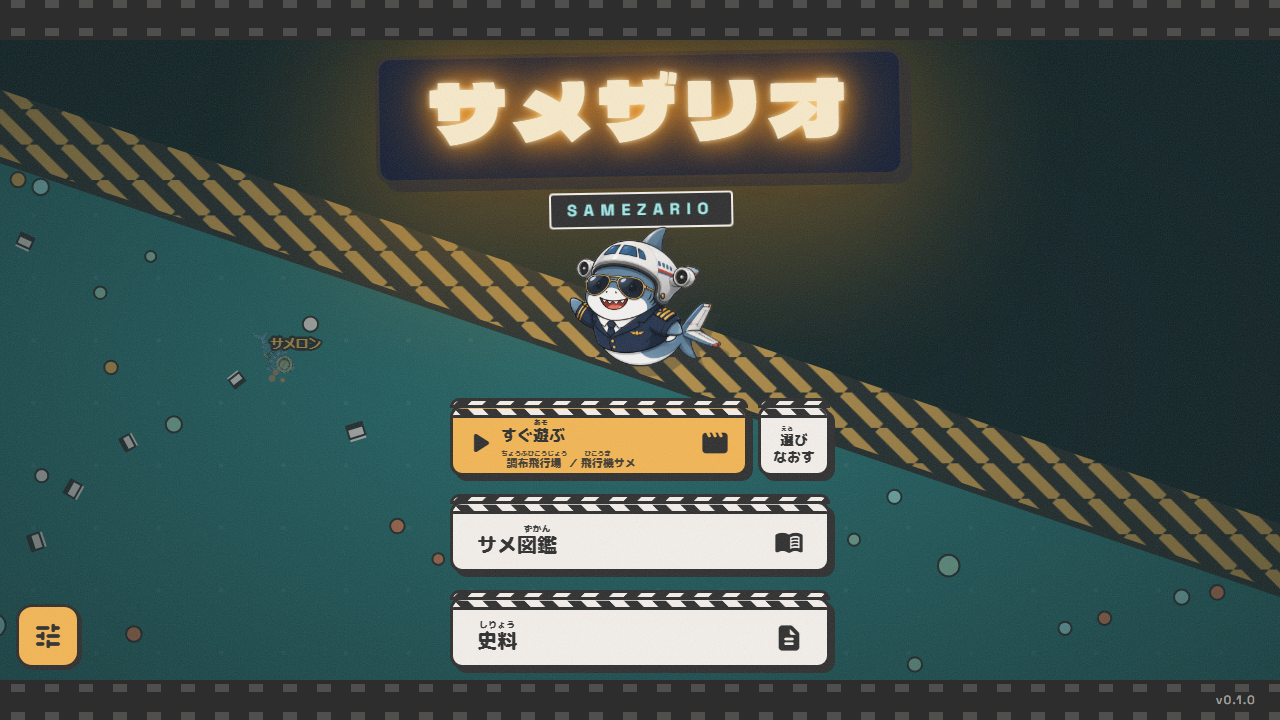 サメザリオ
SAMEZARIO
サメロン
あそ
すぐ遊ぶ
ちょうふひこうじょう ひこうき
調布飛行場 / 飛行機サメ
えら
選び
なおす
ずかん
サメ図鑑
しりょう
史料
v0.1.0